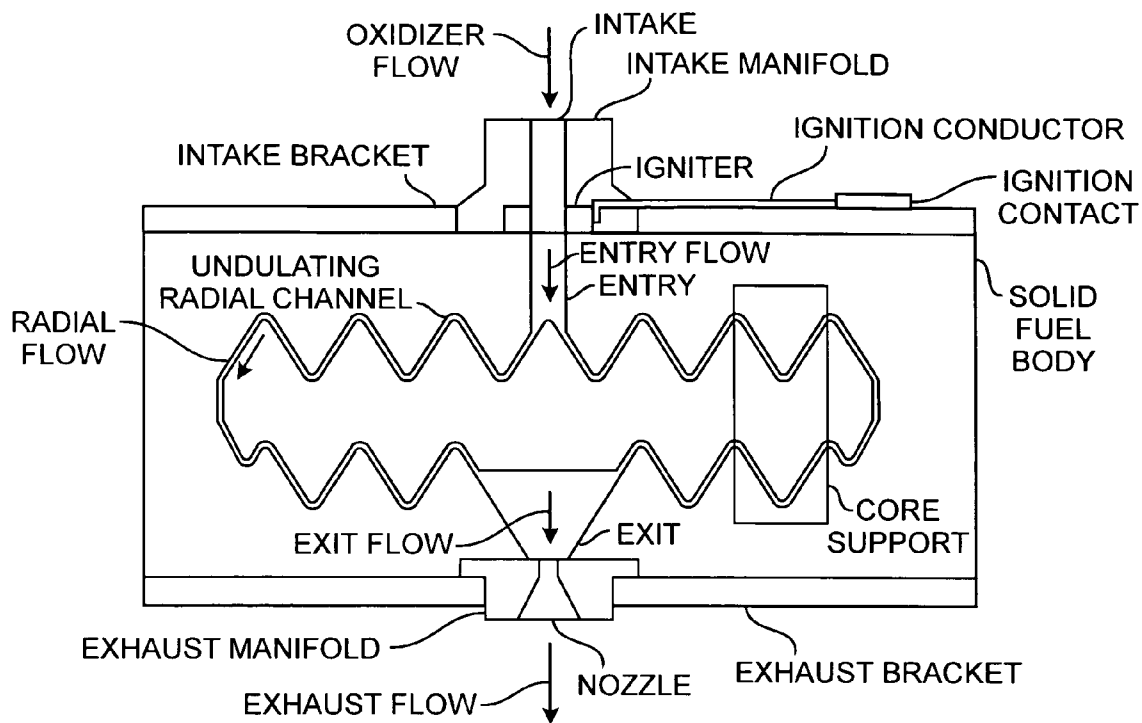 OXIDIZER
FLOW
INTAKE
INTAKE MANIFOLD
IGNITION CONDUCTOR
INTAKE BRACKET
IGNITER
IGNITION
CONTACT
ENTRY FLOW
ENTRY
UNDULATING
RADIAL CHANNEL
RADIAL
FLOW
SOLID
FUEL
BODY
EXIT FLOW
EXIT
CORE
SUPPORT
EXHAUST MANIFOLD
NOZZLE
EXHAUST BRACKET
EXHAUST FLOW